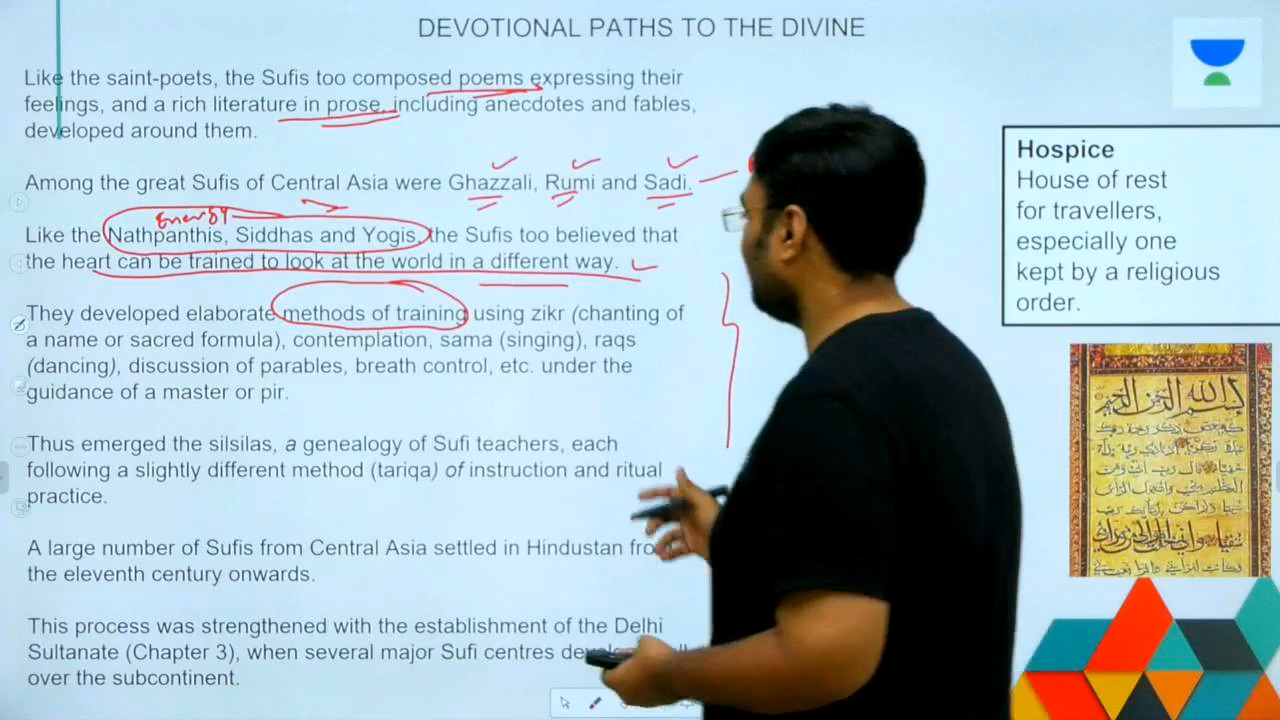 DEVOTIONAL PATHS TO THE DIVINE
Like the saint-poets, the Sufis too composed poems expressing their
feelings, and a rich literature in prose, including anecdotes and fables,
developed around them.
Among the great Sufis of Central Asia were Ghazzali, Rumi and Sadi.
Energy
Like the Nathpanthis, Siddhas and Yogis, the Sufis too believed that
the heart can be trained to look at the world in a different way.
They developed elaborate methods of training using zikr (chanting of
a name or sacred formula), contemplation, sama (singing), raqs
(dancing), discussion of parables, breath control, etc. under the
guidance of a master or pir.
Thus emerged the silsilas, a genealogy of Sufi teachers, each
following a slightly different method (tariqa) of instruction and ritual
practice.
A large number of Sufis from Central Asia settled in Hindustan
the eleventh century onwards.
This process was strengthened with the establishment of the Delhi
Sultanate (Chapter 3), when several major Sufi centres
over the subcontinent.
Hospice
House of rest
for travellers,
especially one
kept by a religious
order.